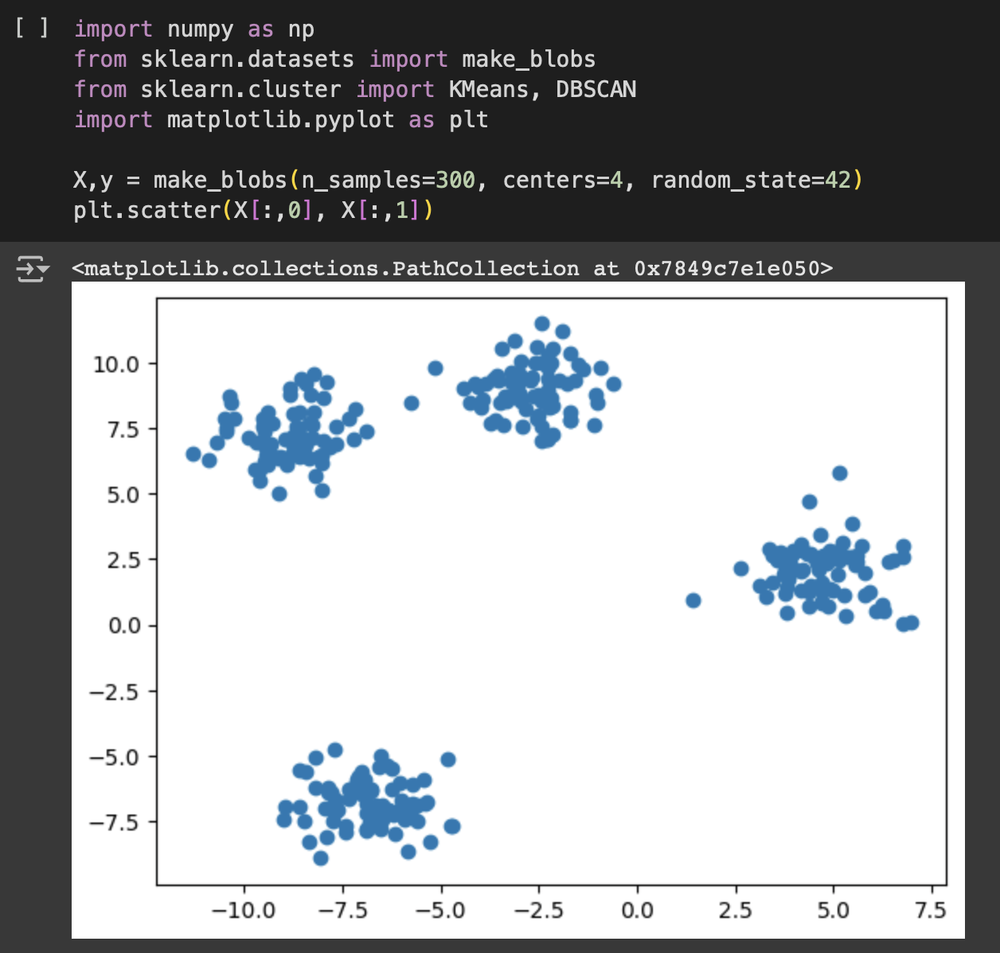 [ ] import numpy as np
from sklearn.datasets import make_blobs
from sklearn.cluster import KMeans, DBSCAN
import matplotlib.pyplot as plt
X,y = make_blobs(n_samples=300, centers=4, random_state=42)
plt.scatter(X[:,0], X[:,1])
<matplotlib.collections.PathCollection at 0x7849c7e1e050>
10.0
7.5
5.0
2.5
0.0
−2.5
−5.0
−7.5
−10.0 −7.5 −5.0 −2.5 0.0 2.5 5.0 7.5